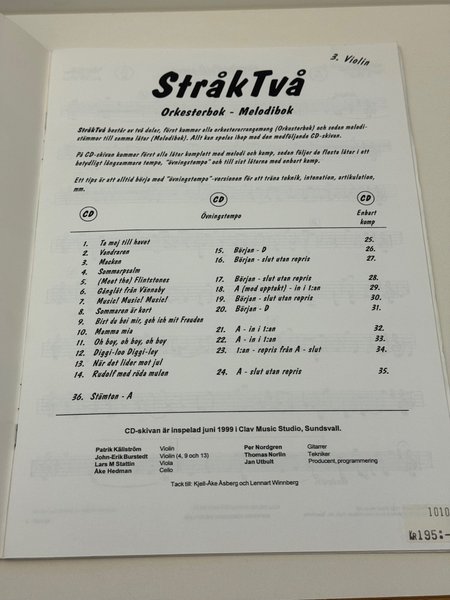 3. Violin
StråkTvå
Orkesterbok - Melodibok
StråkTvå består av två delar, först kommer alla orkesterarrangemang (Orkesterbok) och sedan melodi-
stämmor till samma låtar (Melodibok). Allt kan spelas ihop med den medföljande CD-skivan.
På CD-skivan kommer först alla låtar komplett med melodi och komp, sedan följer de flesta låtar i ett
betydligt långsammare tempo, "övningstempo" och till sist låtarna med enbart komp.
Ett tips är att alltid börja med "övningstempo"-versionen för att träna teknik, intonation, artikulation,
mm.
CD CD CD
Övningstempo Enbart
komp
1. Ta mej till havet 25.
2. Vandraren 15. Början - D 26.
3. Macken 16. Början - slut utan repris 27.
4. Sommarpsalm
5. (Meet the) Flintstones 17. Början - slut utan repris 28.
6. Gånglåt från Vännaby 18. A (med upptakt) - in i 1:an 29.
7. Music! Music! Music! 19. Början - slut utan repris 30.
8. Sommaren är kort 20. Början - D 31.
9. Bist du bei mir, geh ich mit Freuden
10. Mamma mia 21. A - in i 1:an 32.
11. Oh boy, oh boy, oh boy 22. A - in i 1:an 33.
12. Diggi-loo Diggi-ley 23. 1:an - repris från A - slut 34.
13. När det lider mot jul
14. Rudolf med röda mulen 24. A - slut utan repris 35.
36. Stämton - A
CD-skivan är inspelad juni 1999 i Clav Music Studio, Sundsvall.
Patrik Källström Violin Per Nordgren Gitarrer
John-Erik Burstedt Violin (4, 9 och 13) Thomas Norlin Tekniker
Lars M Stattin Viola Jan Utbult Producent, programmering
Åke Hedman Cello
Tack till: Kjell-Åke Åsberg och Lennart Winnberg
1010
KR195:-